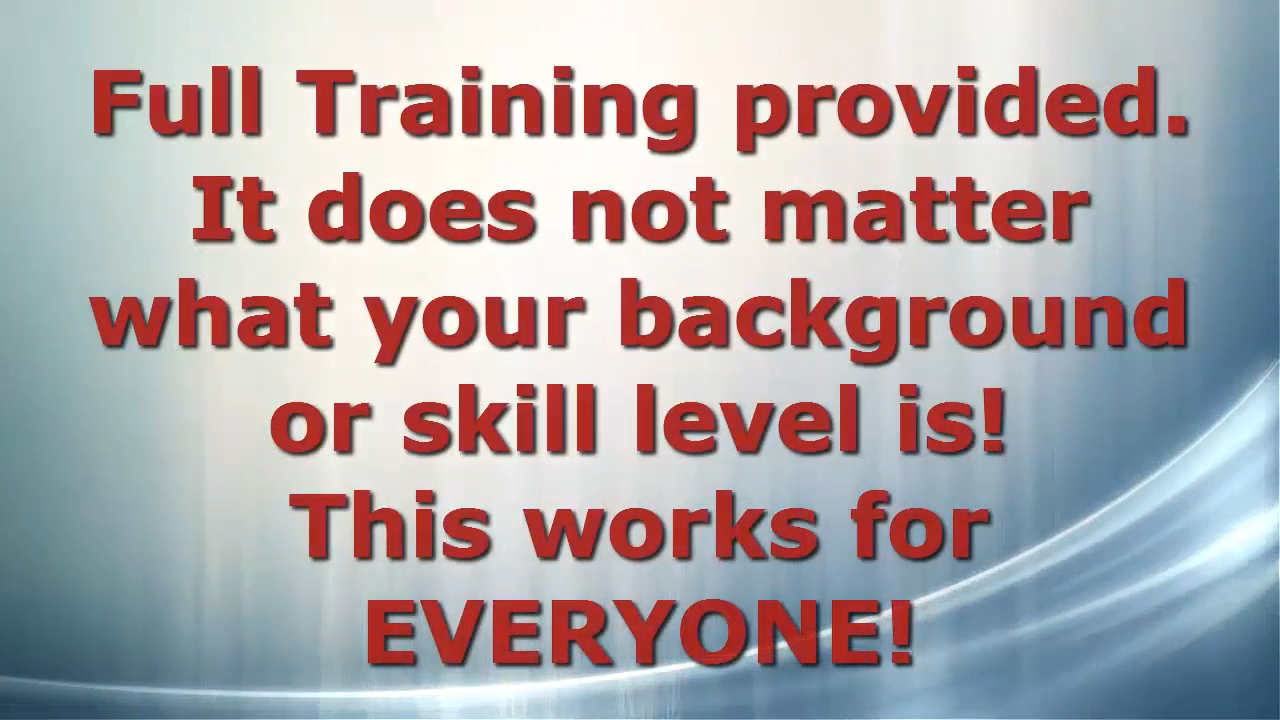 Full Training provided.
It does not matter
what your background
or skill level is!
This works for
EVERYONE!